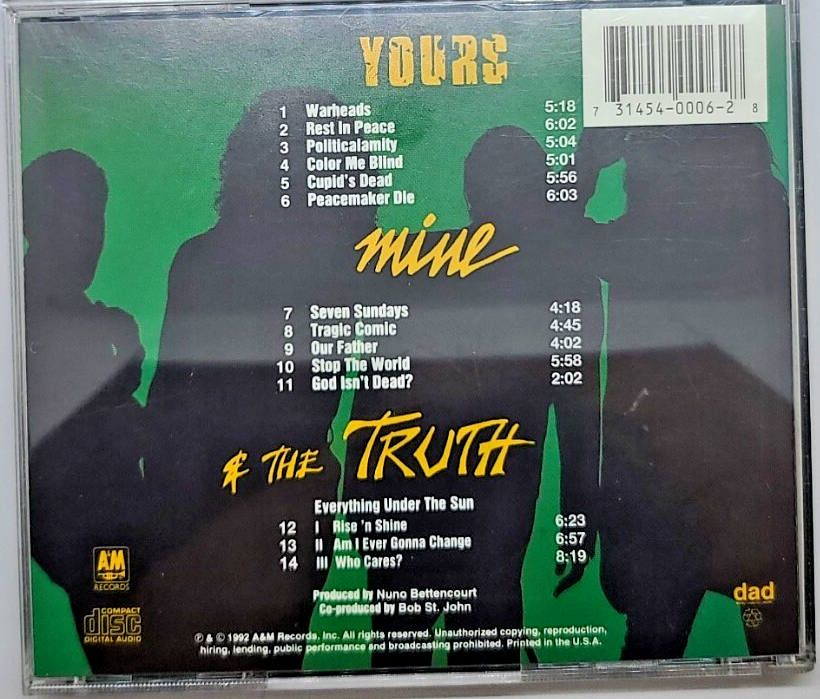 YOURS
7 31454-0006-2 8
1 Warheads 5:18
2 Rest In Peace 6:02
3 Politicalamity 5:04
4 Color Me Blind 5:01
5 Cupid's Dead 5:56
6 Peacemaker Die 6:03
mine
7 Seven Sundays 4:18
8 Tragic Comic 4:45
9 Our Father 4:02
10 Stop The World 5:58
11 God Isn't Dead? 2:02
& THE TRUTH
Everything Under The Sun
12 I Rise 'n Shine 6:23
13 II Am I Ever Gonna Change 6:57
14 III Who Cares? 8:19
A&M
RECORDS
Produced by Nuno Bettencourt
Co-produced by Bob St. John
dad
COMPACT
disc
DIGITAL AUDIO
℗ & © 1992 A&M Records, Inc. All rights reserved. Unauthorized copying, reproduction,
hiring, lending, public performance and broadcasting prohibited. Printed in the U.S.A.